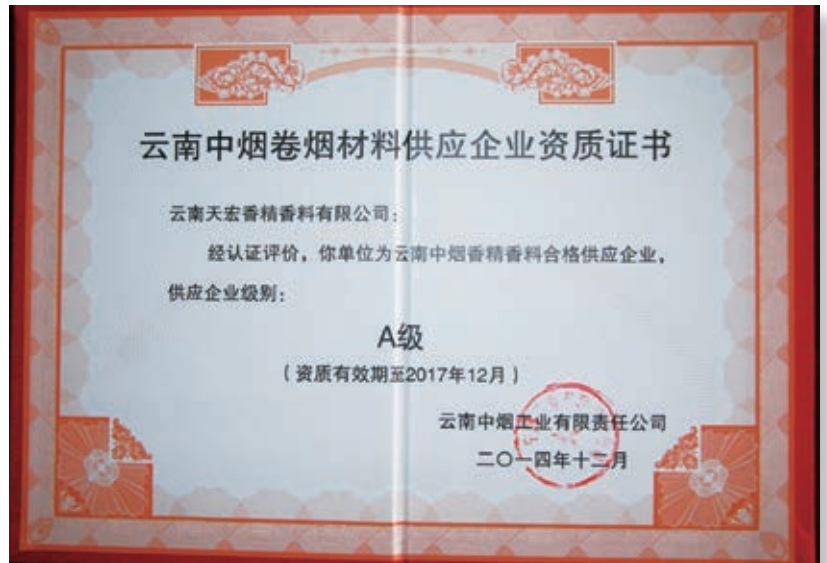 云南中烟卷烟材料供应企业资质证书
云南天宏香精香料有限公司：
经认证评价，你单位为云南中烟香精香料合格供应企业，
供应企业级别：
A级
（资质有效期至2017年12月）
云南中烟工业有限责任公司
二〇一四年十二月